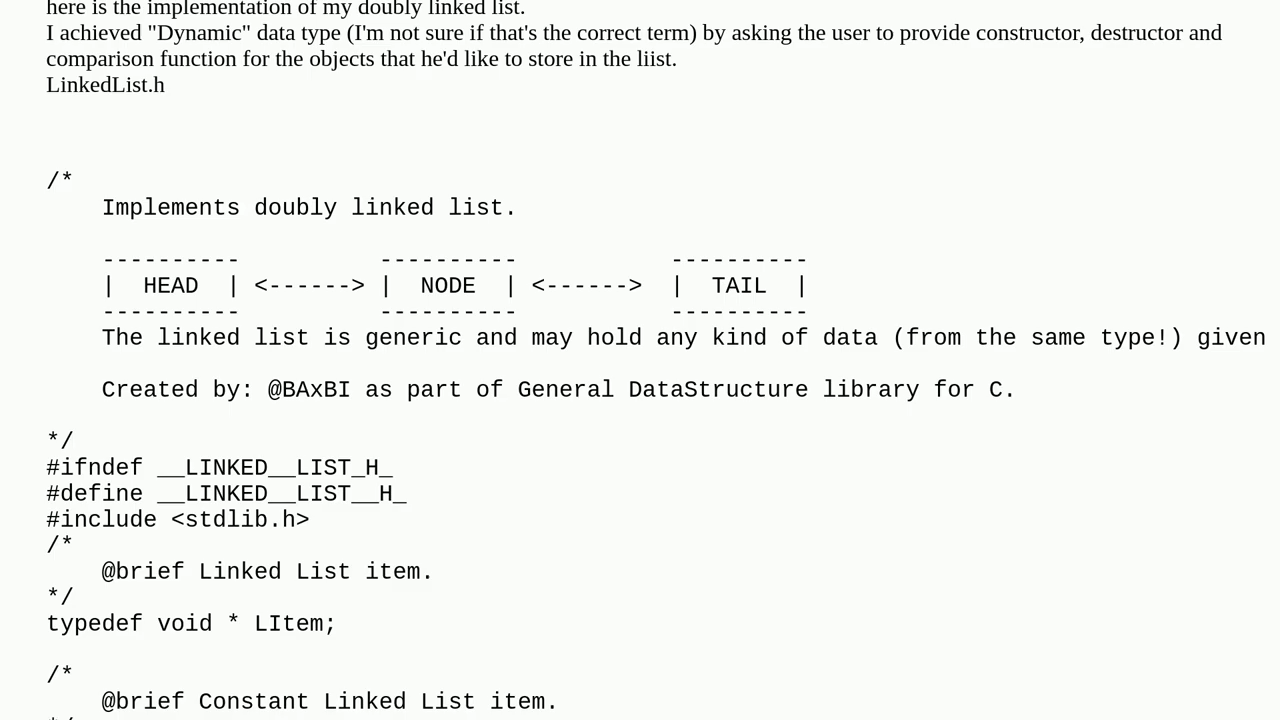 here is the implementation of my doubly linked list.
I achieved "Dynamic" data type (I'm not sure if that's the correct term) by asking the user to provide constructor, destructor and
comparison function for the objects that he'd like to store in the liist.
LinkedList.h
/*
    Implements doubly linked list.
    ----------          ----------           ----------
    |  HEAD  | <------> |  NODE  | <------>  |  TAIL  |
    ----------          ----------           ----------
    The linked list is generic and may hold any kind of data (from the same type!) given
    Created by: @BAxBI as part of General DataStructure library for C.
*/
#ifndef __LINKED__LIST_H_
#define __LINKED__LIST__H_
#include <stdlib.h>
/*
    @brief Linked List item.
*/
typedef void * LItem;
/*
    @brief Constant Linked List item.
*/